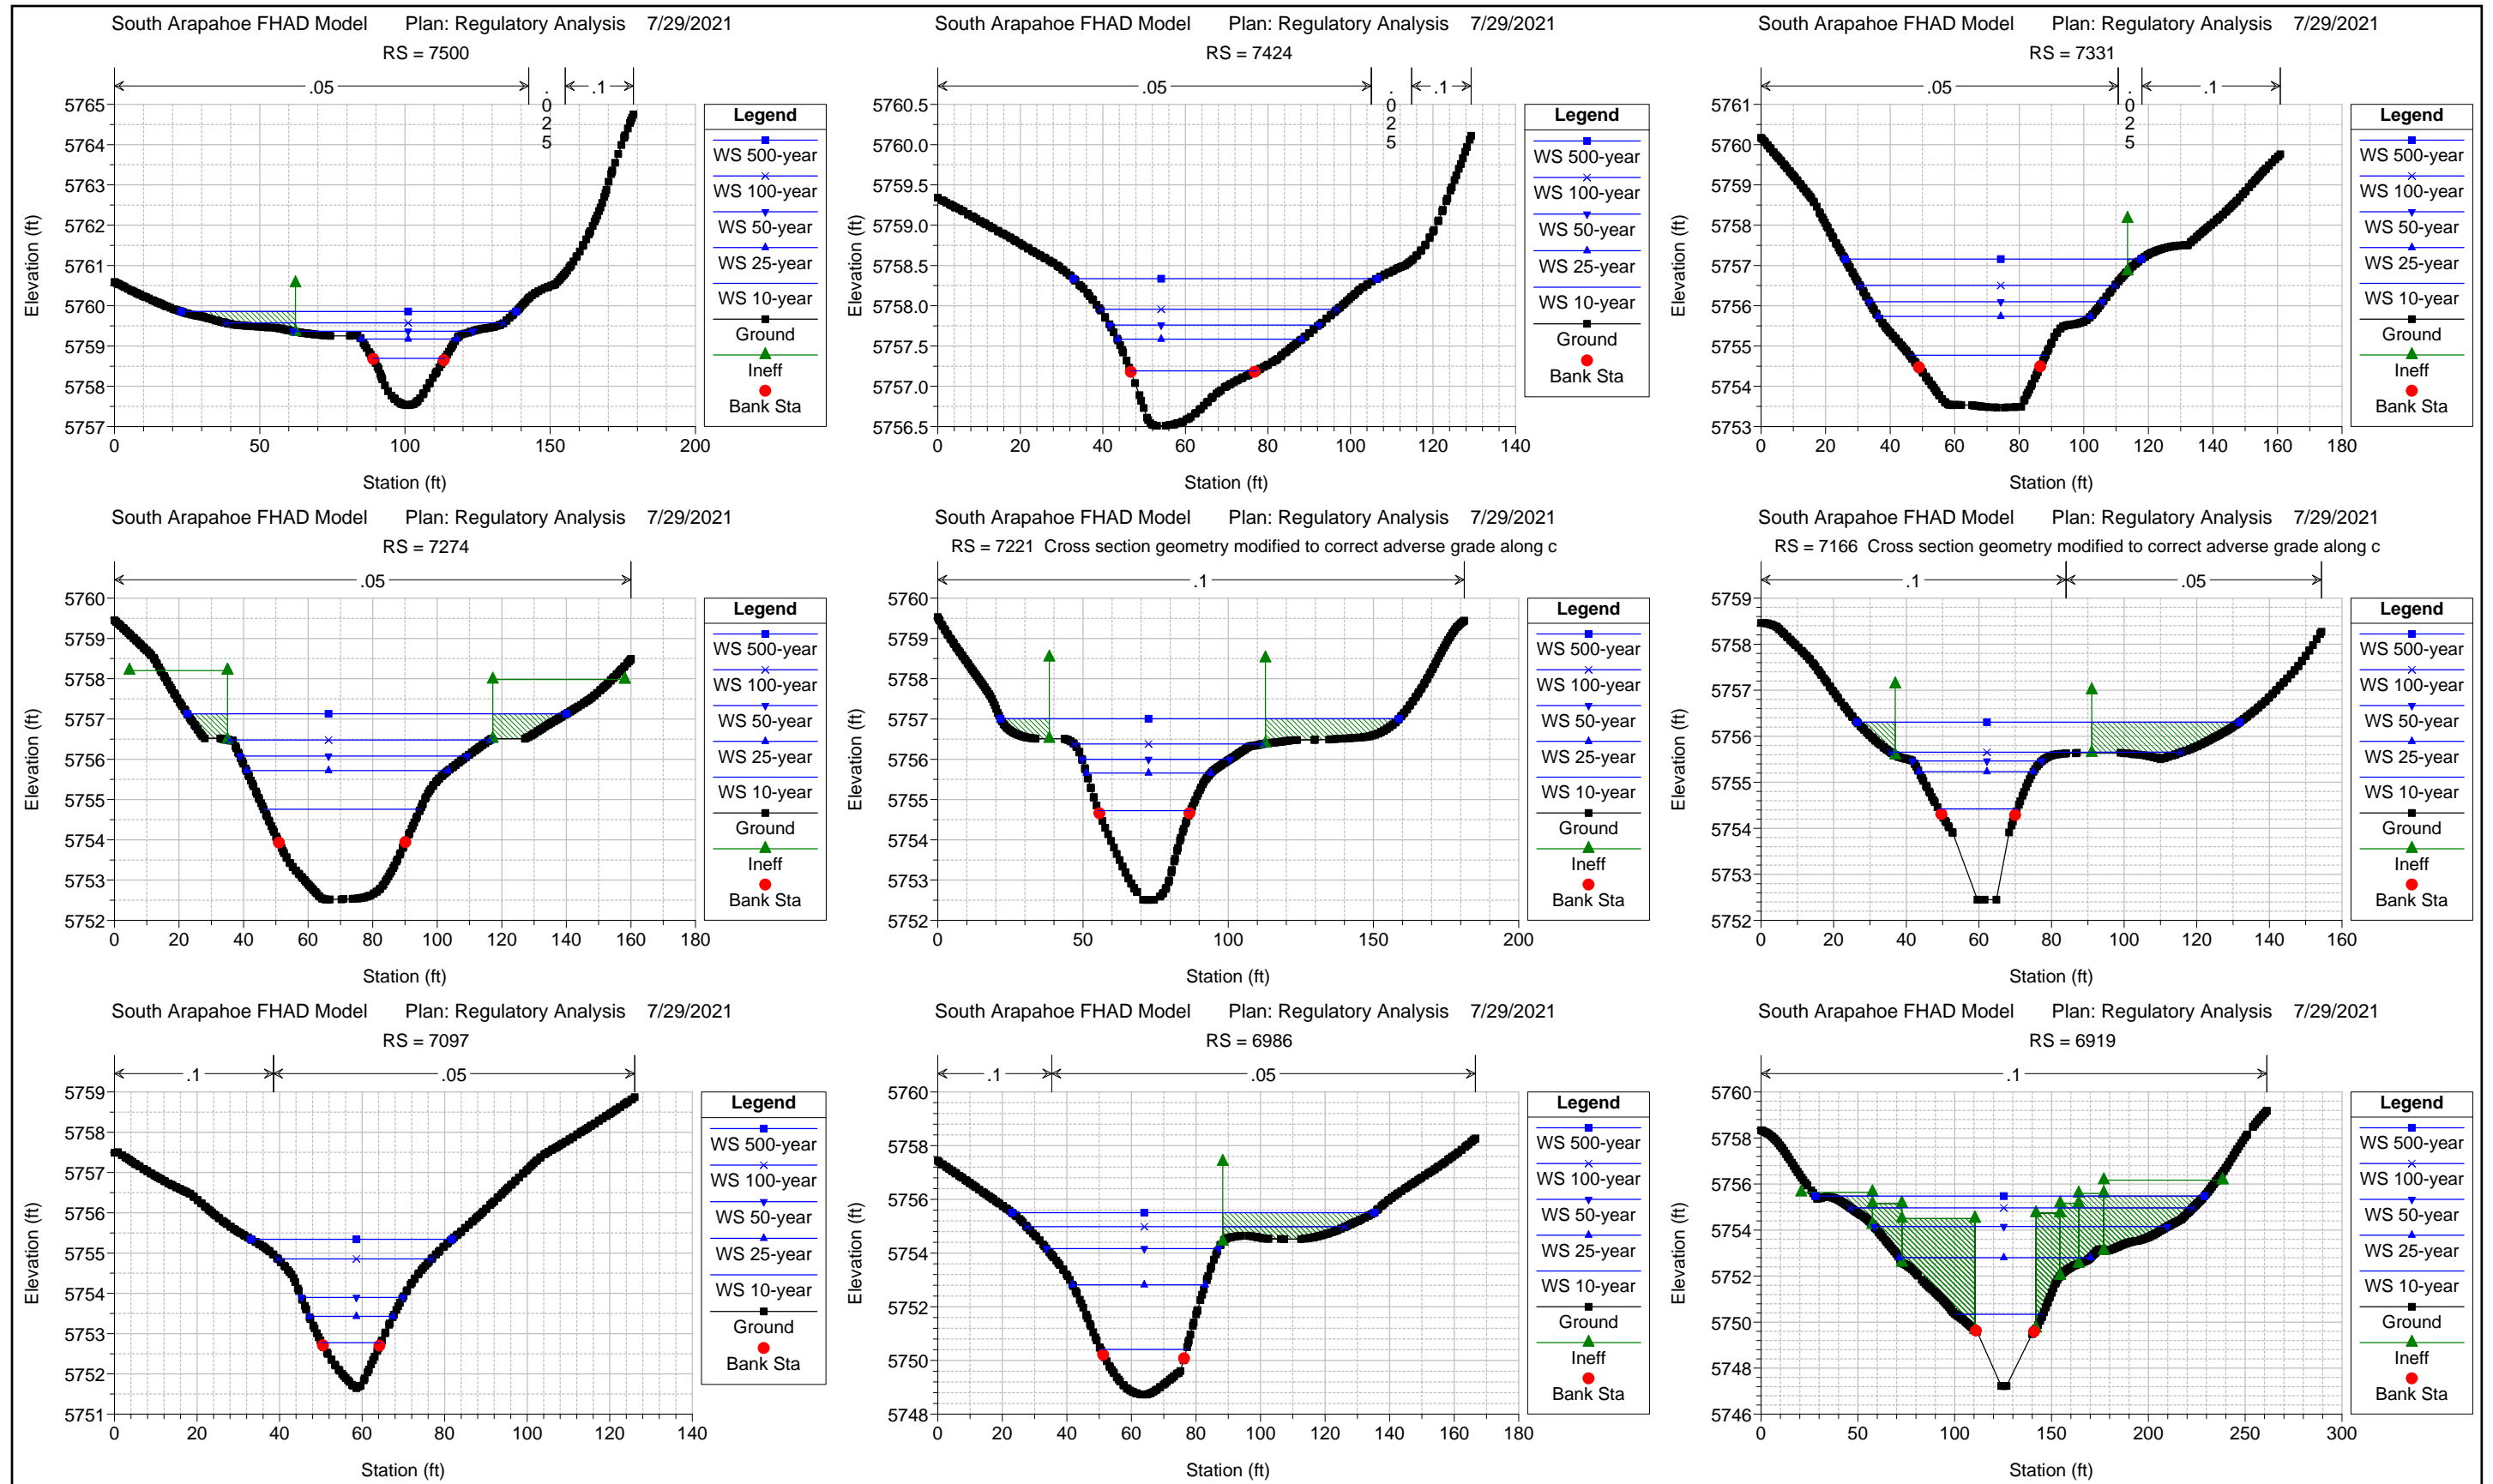 South Arapahoe FHAD Model Plan: Regulatory Analysis 7/29/2021
RS = 7500
.05
.025
.1
5765
5764
5763
5762
5761
5760
5759
5758
5757
Elevation (ft)
0 50 100 150 200
Station (ft)
Legend
WS 500-year
WS 100-year
WS 50-year
WS 25-year
WS 10-year
Ground
Ineff
Bank Sta
South Arapahoe FHAD Model Plan: Regulatory Analysis 7/29/2021
RS = 7424
.05
.025
.1
5760.5
5760.0
5759.5
5759.0
5758.5
5758.0
5757.5
5757.0
5756.5
Elevation (ft)
0 20 40 60 80 100 120 140
Station (ft)
Legend
WS 500-year
WS 100-year
WS 50-year
WS 25-year
WS 10-year
Ground
Bank Sta
South Arapahoe FHAD Model Plan: Regulatory Analysis 7/29/2021
RS = 7331
.05
.025
.1
5761
5760
5759
5758
5757
5756
5755
5754
5753
Elevation (ft)
0 20 40 60 80 100 120 140 160 180
Station (ft)
Legend
WS 500-year
WS 100-year
WS 50-year
WS 25-year
WS 10-year
Ground
Ineff
Bank Sta
South Arapahoe FHAD Model Plan: Regulatory Analysis 7/29/2021
RS = 7274
.05
5760
5759
5758
5757
5756
5755
5754
5753
5752
Elevation (ft)
0 20 40 60 80 100 120 140 160 180
Station (ft)
Legend
WS 500-year
WS 100-year
WS 50-year
WS 25-year
WS 10-year
Ground
Ineff
Bank Sta
South Arapahoe FHAD Model Plan: Regulatory Analysis 7/29/2021
RS = 7221 Cross section geometry modified to correct adverse grade along c
.1
5760
5759
5758
5757
5756
5755
5754
5753
5752
Elevation (ft)
0 50 100 150 200
Station (ft)
Legend
WS 500-year
WS 100-year
WS 50-year
WS 25-year
WS 10-year
Ground
Ineff
Bank Sta
South Arapahoe FHAD Model Plan: Regulatory Analysis 7/29/2021
RS = 7166 Cross section geometry modified to correct adverse grade along c
.1
.05
5759
5758
5757
5756
5755
5754
5753
5752
Elevation (ft)
0 20 40 60 80 100 120 140 160
Station (ft)
Legend
WS 500-year
WS 100-year
WS 50-year
WS 25-year
WS 10-year
Ground
Ineff
Bank Sta
South Arapahoe FHAD Model Plan: Regulatory Analysis 7/29/2021
RS = 7097
.1
.05
5759
5758
5757
5756
5755
5754
5753
5752
5751
Elevation (ft)
0 20 40 60 80 100 120 140
Station (ft)
Legend
WS 500-year
WS 100-year
WS 50-year
WS 25-year
WS 10-year
Ground
Bank Sta
South Arapahoe FHAD Model Plan: Regulatory Analysis 7/29/2021
RS = 6986
.1
.05
5760
5758
5756
5754
5752
5750
5748
Elevation (ft)
0 20 40 60 80 100 120 140 160 180
Station (ft)
Legend
WS 500-year
WS 100-year
WS 50-year
WS 25-year
WS 10-year
Ground
Ineff
Bank Sta
South Arapahoe FHAD Model Plan: Regulatory Analysis 7/29/2021
RS = 6919
.1
5760
5758
5756
5754
5752
5750
5748
5746
Elevation (ft)
0 50 100 150 200 250 300
Station (ft)
Legend
WS 500-year
WS 100-year
WS 50-year
WS 25-year
WS 10-year
Ground
Ineff
Bank Sta